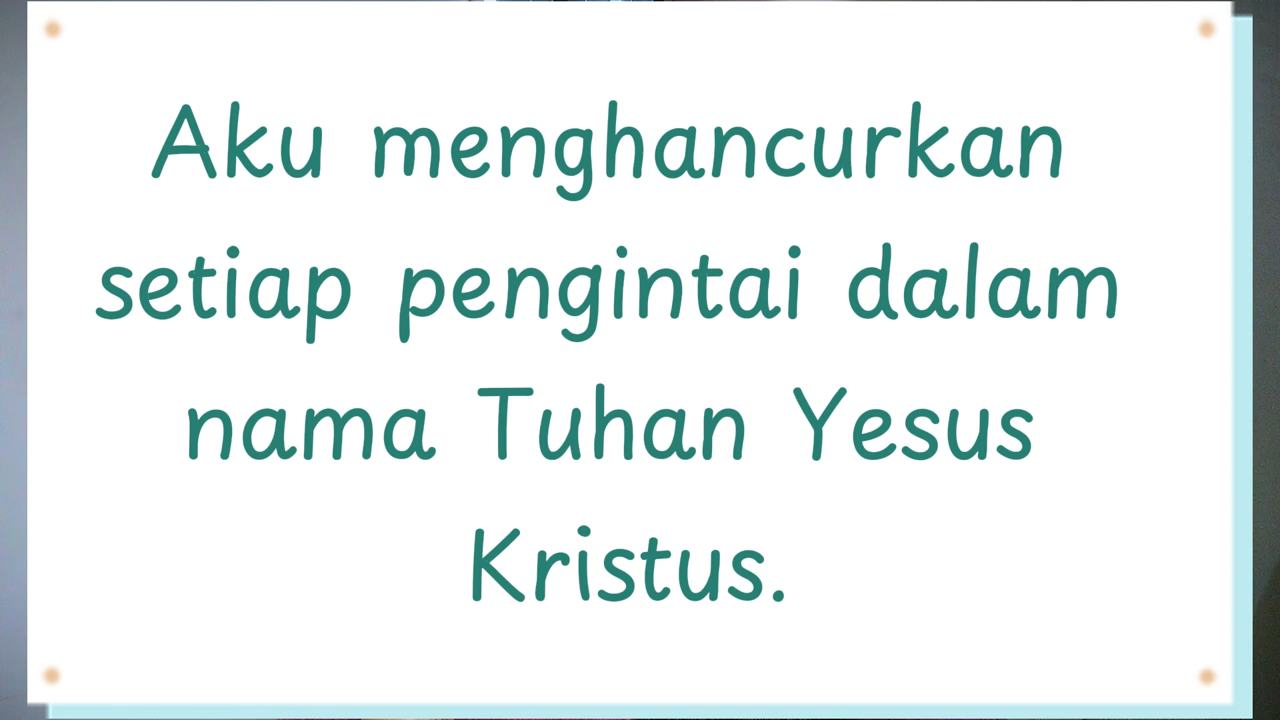 Aku menghancurkan
setiap pengintai dalam
nama Tuhan Yesus
Kristus.